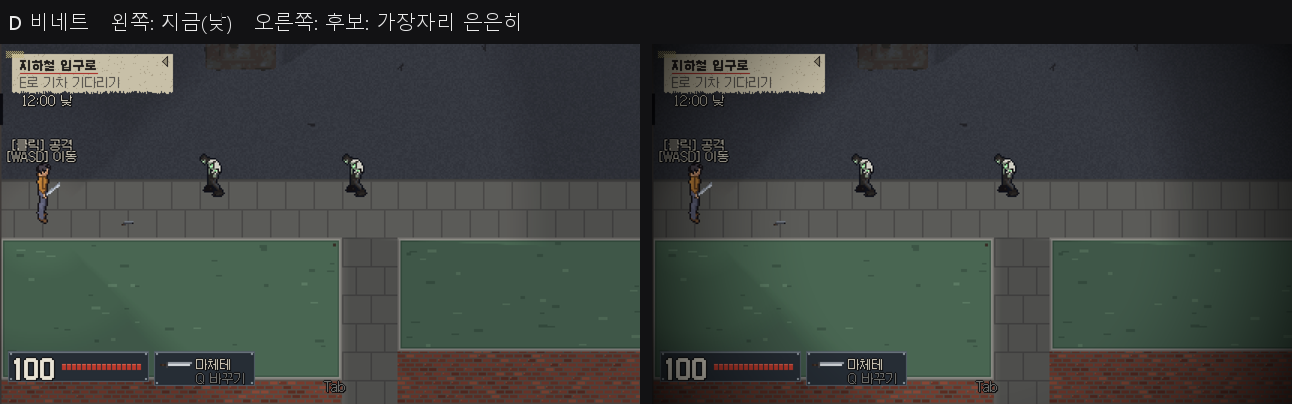 D 비네트 왼쪽: 지금(낮) 오른쪽: 후보: 가장자리 은은히
지하철 입구로
E로 기차 기다리기
12:00 낮
[클릭] 공격
[WASD] 이동
100
마체테
Q 바꾸기
Tab
지하철 입구로
E로 기차 기다리기
12:00 낮
[클릭] 공격
[WASD] 이동
100
마체테
Q 바꾸기
Tab